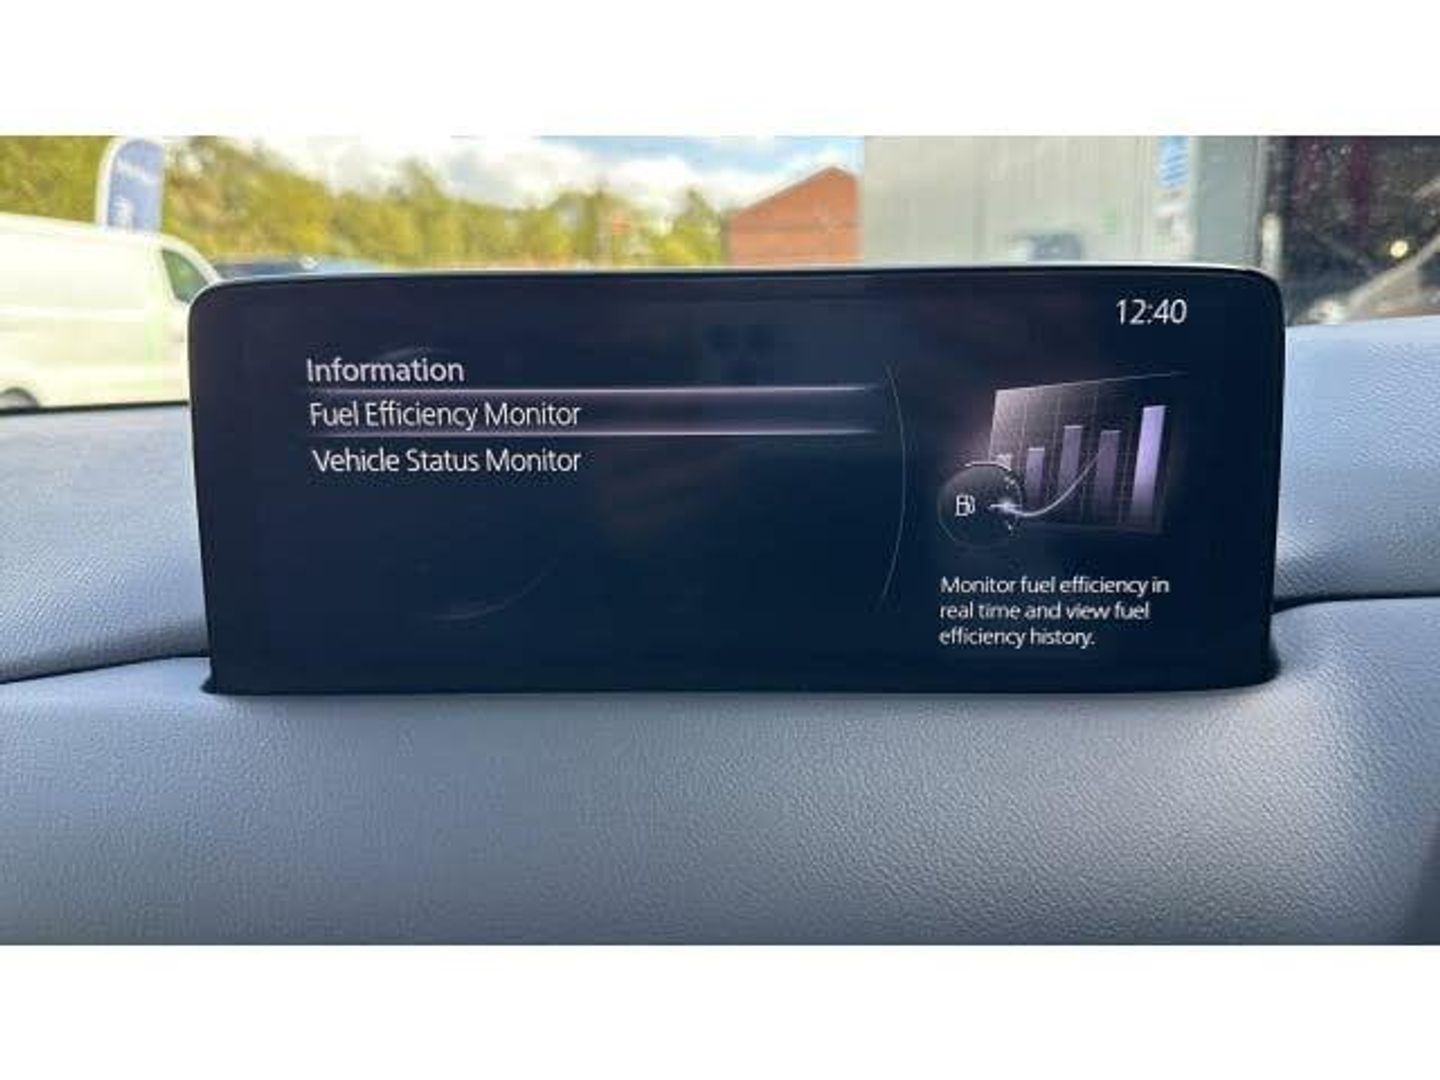 12:40
Information
Fuel Efficiency Monitor
Vehicle Status Monitor
Monitor fuel efficiency in
real time and view fuel
efficiency history.